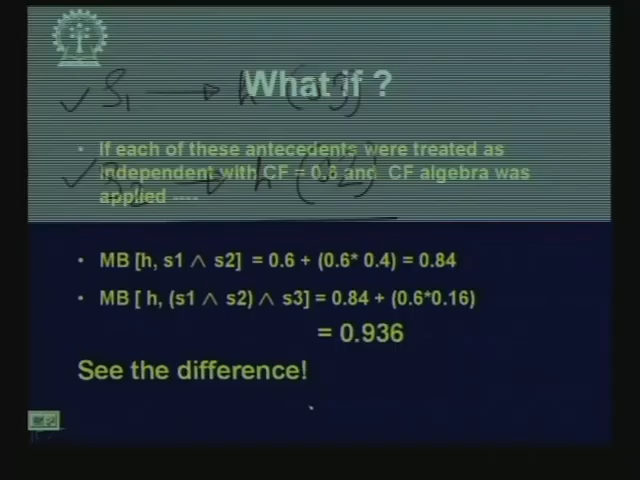 What if ?
S1 → h (
• If each of these antecedents were treated as
independent with CF = 0.6 and CF algebra was
→ h (
applied ----
• MB [h, s1 ∧ s2] = 0.6 + (0.6* 0.4) = 0.84
• MB [ h, (s1 ∧ s2) ∧ s3] = 0.84 + (0.6*0.16)
= 0.936
See the difference!